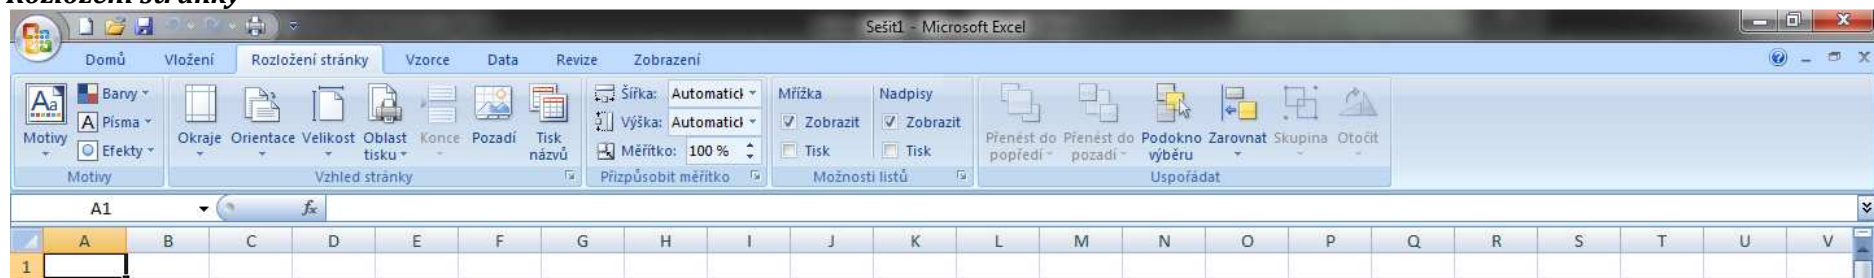 Rozložení stránky
Sešit1 - Microsoft Excel
Domů Vložení Rozložení stránky Vzorce Data Revize Zobrazení
Aa Barvy Šířka: Automatick Mřížka Nadpisy
A Písma Výška: Automatick Zobrazit Zobrazit
Motivy Efekty Okraje Orientace Velikost Oblast tisku Konce Pozadí Tisk názvů Měřítko: 100 % Tisk Tisk Přenést do popředí Přenést do pozadí Podokno výběru Zarovnat Skupina Otočit
Motivy Vzhled stránky Přizpůsobit měřítko Možnosti listů Uspořádat
A1 fx
A B C D E F G H I J K L M N O P Q R S T U V
1